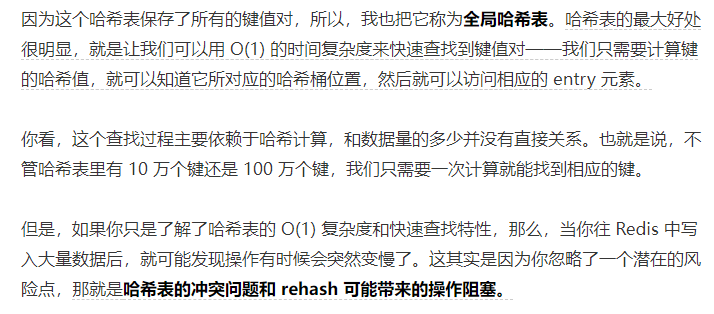 因为这个哈希表保存了所有的键值对，所以，我也把它称为全局哈希表。哈希表的最大好处
很明显，就是让我们可以用 O(1) 的时间复杂度来快速查找到键值对——我们只需要计算键
的哈希值，就可以知道它所对应的哈希桶位置，然后就可以访问相应的 entry 元素。
你看，这个查找过程主要依赖于哈希计算，和数据量的多少并没有直接关系。也就是说，不
管哈希表里有 10 万个键还是 100 万个键，我们只需要一次计算就能找到相应的键。
但是，如果你只是了解了哈希表的 O(1) 复杂度和快速查找特性，那么，当你往 Redis 中写
入大量数据后，就可能发现操作有时候会突然变慢了。这其实是因为你忽略了一个潜在的风
险点，那就是哈希表的冲突问题和 rehash 可能带来的操作阻塞。